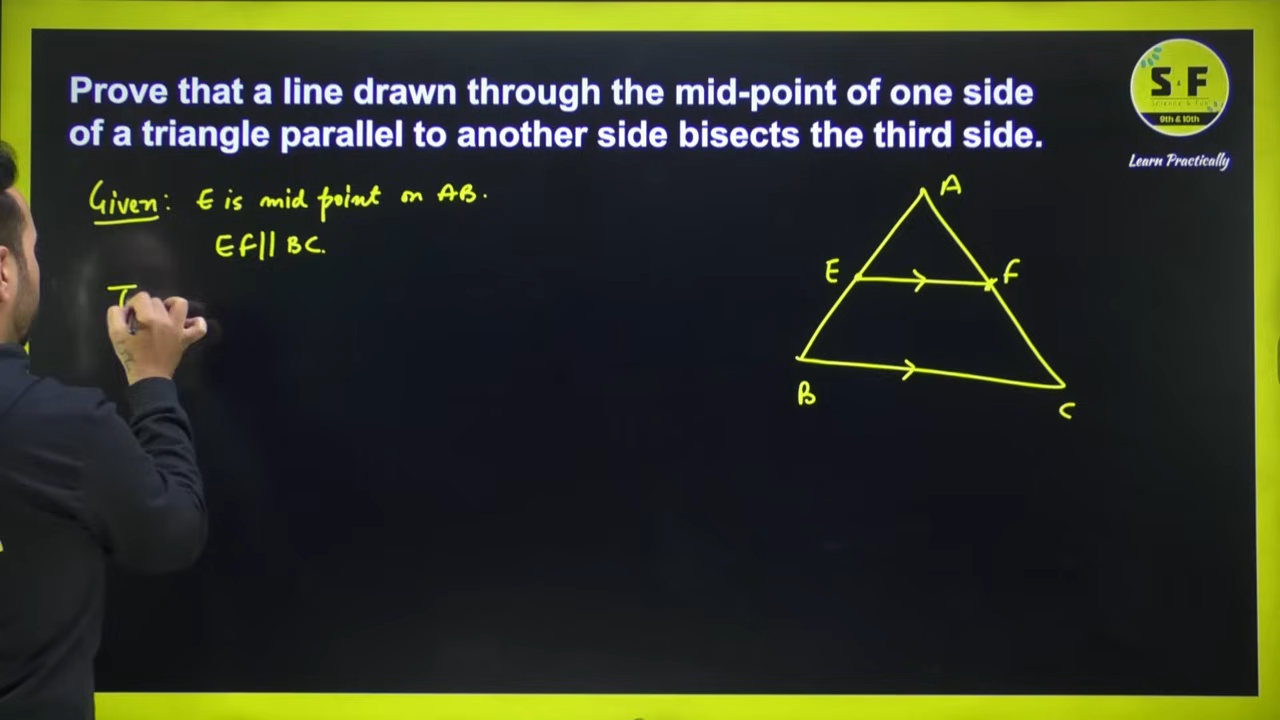 Prove that a line drawn through the mid-point of one side
of a triangle parallel to another side bisects the third side.
S F
9th & 10th
Learn Practically
Given: E is mid point on AB.
EF || BC.
T
A
E
F
B
C